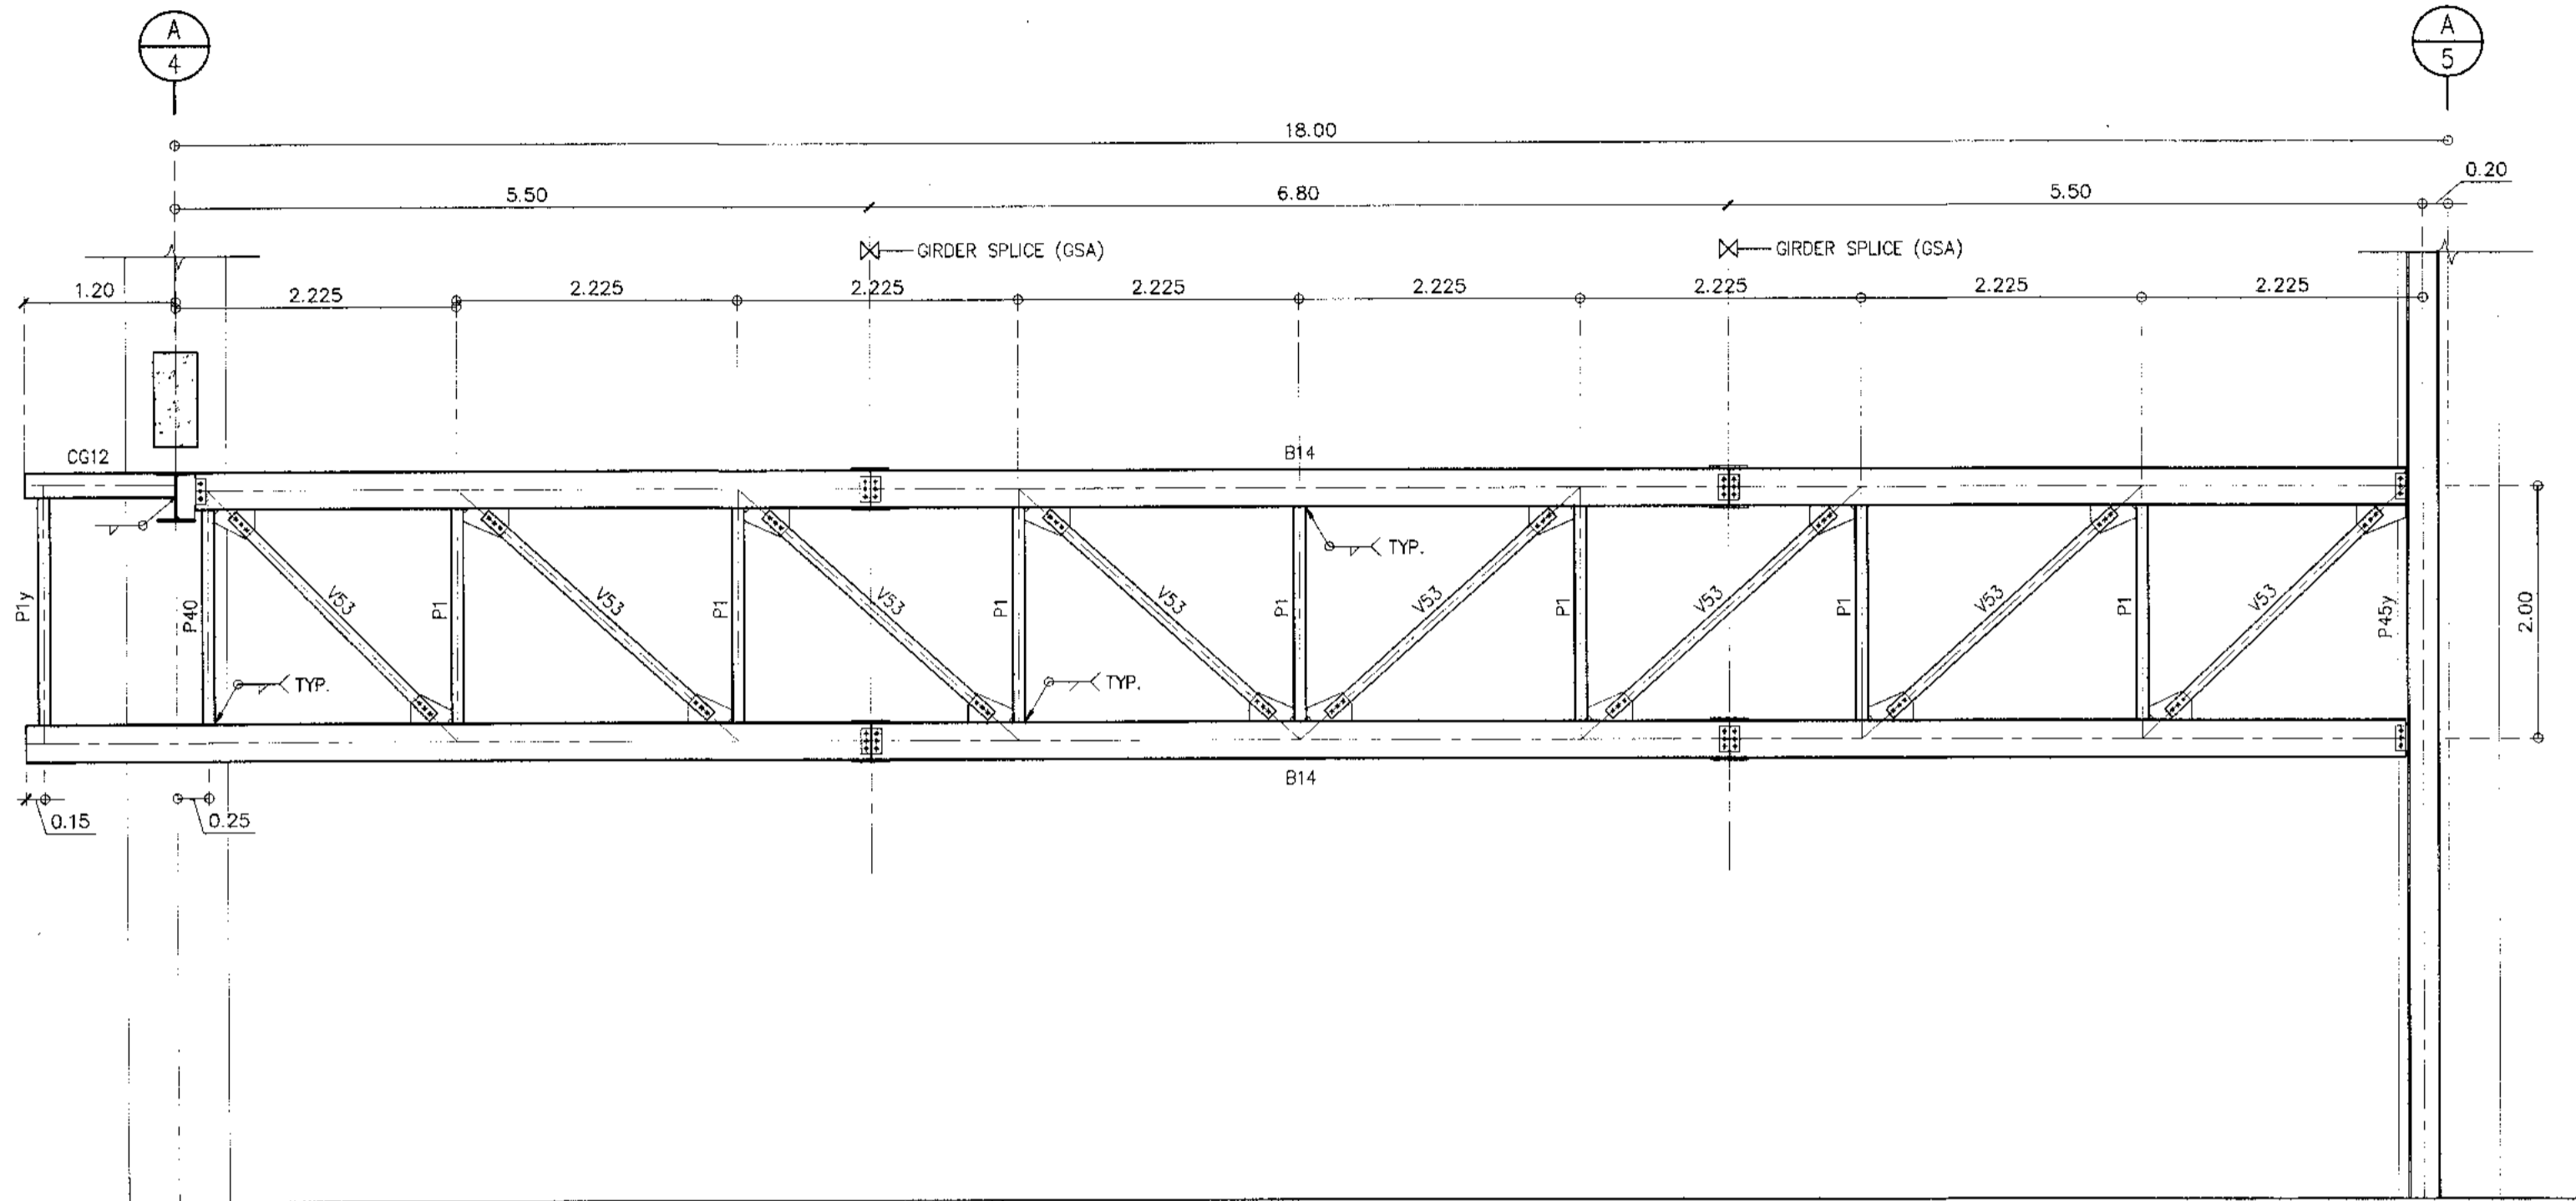 A
4
A
5
18.00
0.20
5.50
6.80
5.50
GIRDER SPLICE (GSA)
GIRDER SPLICE (GSA)
1.20
2.225
2.225
2.225
2.225
2.225
2.225
2.225
2.225
CG12
B14
TYP.
P1y
P40
V53
P1
V53
P1
V53
P1
V53
P1
V53
P1
V53
P1
V53
P1
V53
P45y
2.00
TYP.
TYP.
B14
0.15
0.25